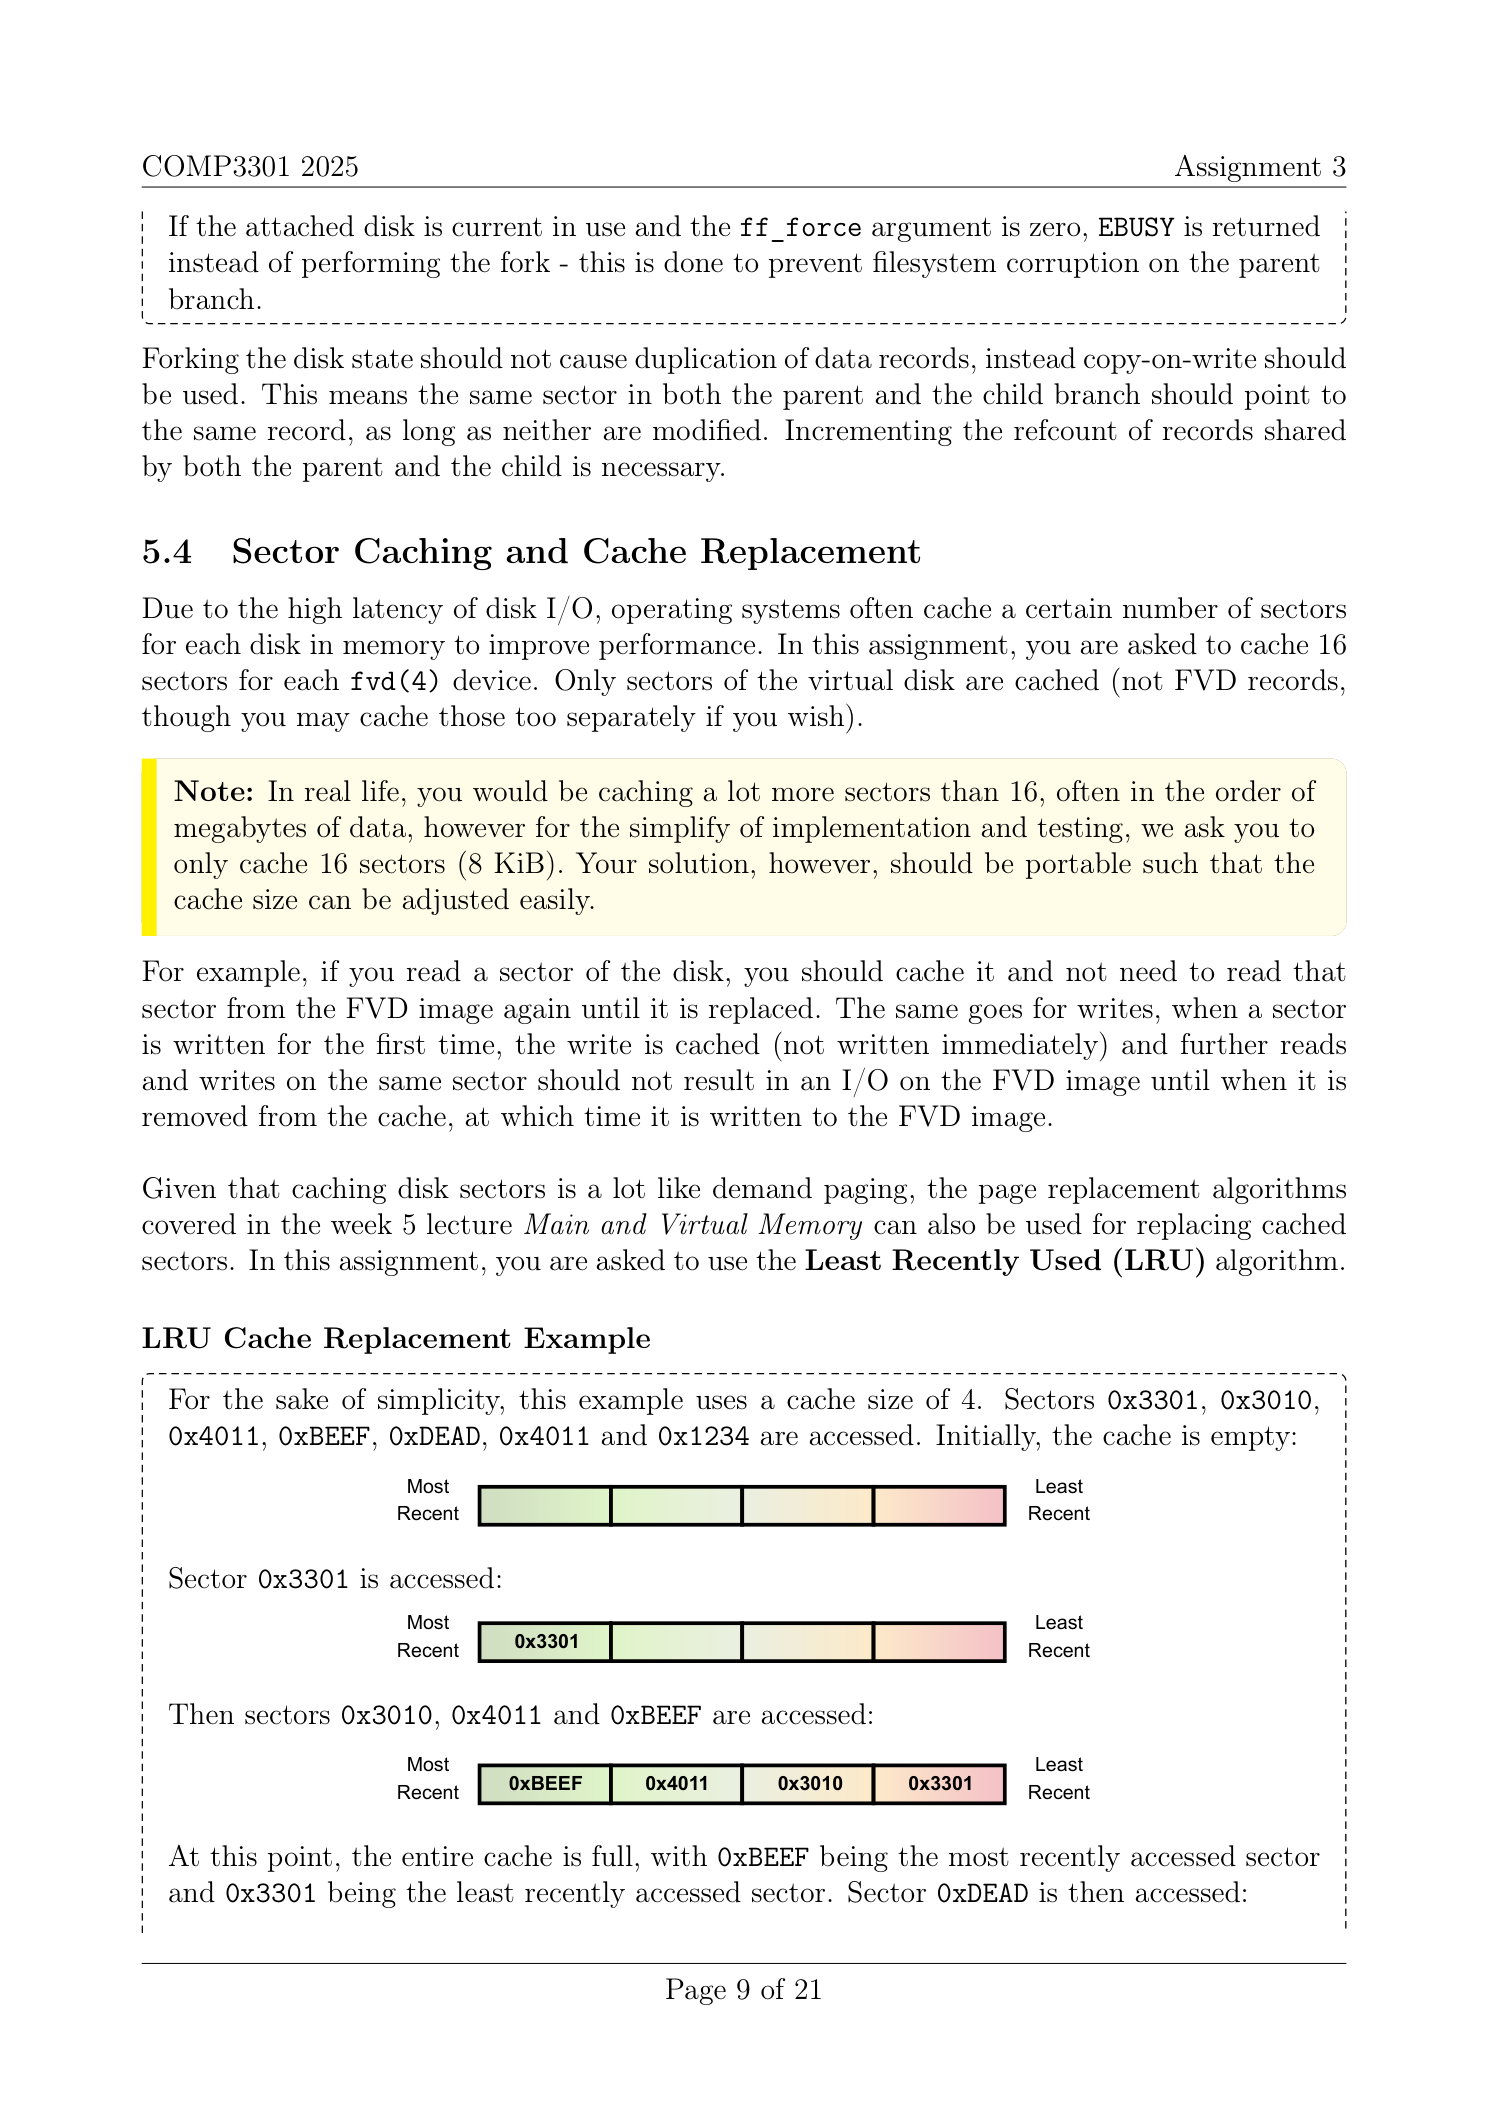 COMP3301 2025 Assignment 3
If the attached disk is current in use and the ff_force argument is zero, EBUSY is returned
instead of performing the fork - this is done to prevent filesystem corruption on the parent
branch.
Forking the disk state should not cause duplication of data records, instead copy-on-write should
be used. This means the same sector in both the parent and the child branch should point to
the same record, as long as neither are modified. Incrementing the refcount of records shared
by both the parent and the child is necessary.
5.4 Sector Caching and Cache Replacement
Due to the high latency of disk I/O, operating systems often cache a certain number of sectors
for each disk in memory to improve performance. In this assignment, you are asked to cache 16
sectors for each fvd(4) device. Only sectors of the virtual disk are cached (not FVD records,
though you may cache those too separately if you wish).
Note: In real life, you would be caching a lot more sectors than 16, often in the order of
megabytes of data, however for the simplify of implementation and testing, we ask you to
only cache 16 sectors (8 KiB). Your solution, however, should be portable such that the
cache size can be adjusted easily.
For example, if you read a sector of the disk, you should cache it and not need to read that
sector from the FVD image again until it is replaced. The same goes for writes, when a sector
is written for the first time, the write is cached (not written immediately) and further reads
and writes on the same sector should not result in an I/O on the FVD image until when it is
removed from the cache, at which time it is written to the FVD image.
Given that caching disk sectors is a lot like demand paging, the page replacement algorithms
covered in the week 5 lecture Main and Virtual Memory can also be used for replacing cached
sectors. In this assignment, you are asked to use the Least Recently Used (LRU) algorithm.
LRU Cache Replacement Example
For the sake of simplicity, this example uses a cache size of 4. Sectors 0x3301, 0x3010,
0x4011, 0xBEEF, 0xDEAD, 0x4011 and 0x1234 are accessed. Initially, the cache is empty:
Most Least
Recent Recent
Sector 0x3301 is accessed:
Most Least
0x3301
Recent Recent
Then sectors 0x3010, 0x4011 and 0xBEEF are accessed:
Most Least
0xBEEF 0x4011 0x3010 0x3301
Recent Recent
At this point, the entire cache is full, with 0xBEEF being the most recently accessed sector
and 0x3301 being the least recently accessed sector. Sector 0xDEAD is then accessed:
Page 9 of 21